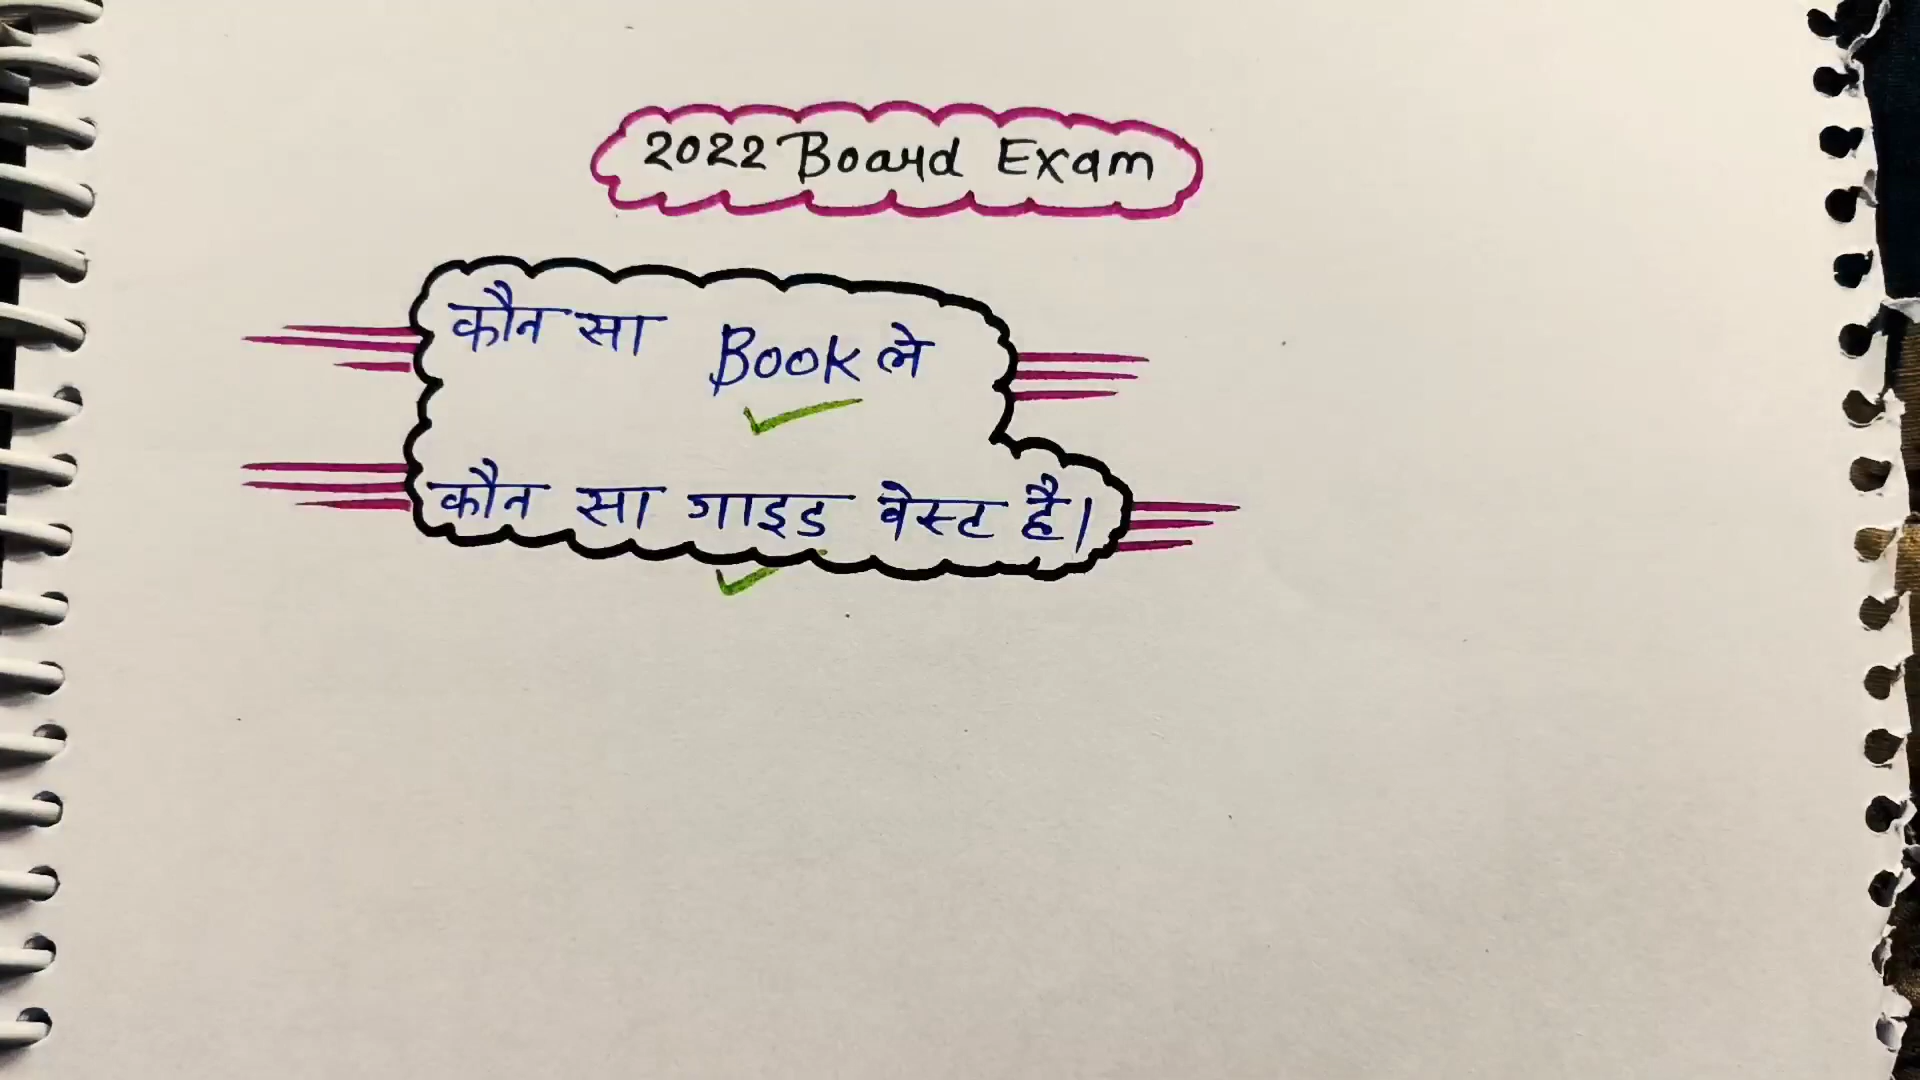 2022 Board Exam
कौन सा Book ले
कौन सा गाइड वेस्ट है।